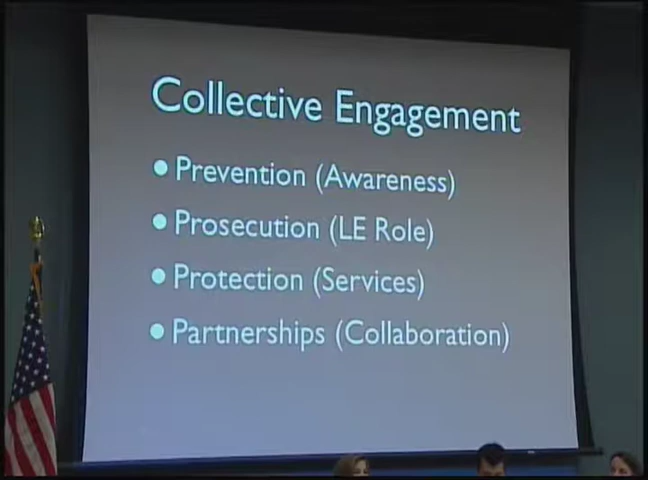 Collective Engagement
• Prevention (Awareness)
• Prosecution (LE Role)
• Protection (Services)
• Partnerships (Collaboration)